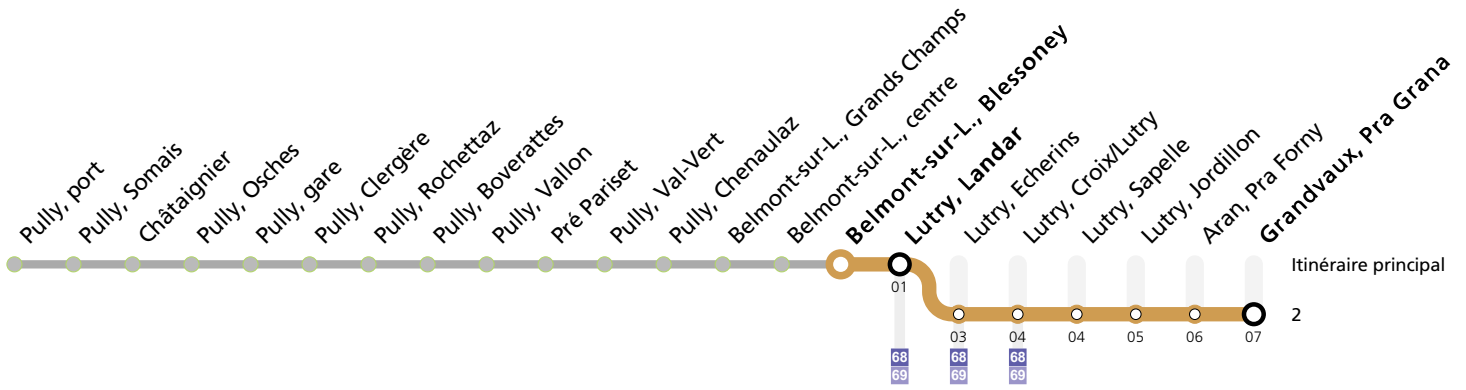 Pully, port
Pully, Somais
Châtaignier
Pully, Osches
Pully, gare
Pully, Clergère
Pully, Rochettaz
Pully, Boverattes
Pully, Vallon
Pré Pariset
Pully, Val-Vert
Pully, Chenaulaz
Belmont-sur-L., Grands Champs
Belmont-sur-L., centre
Belmont-sur-L., Blessoney
Lutry, Landar
Lutry, Echerins
Lutry, Croix/Lutry
Lutry, Sapelle
Lutry, Jordillon
Aran, Pra Forny
Grandvaux, Pra Grana
Itinéraire principal
01
2
03 04 04 05 06 07
68 68 68
69 69 69